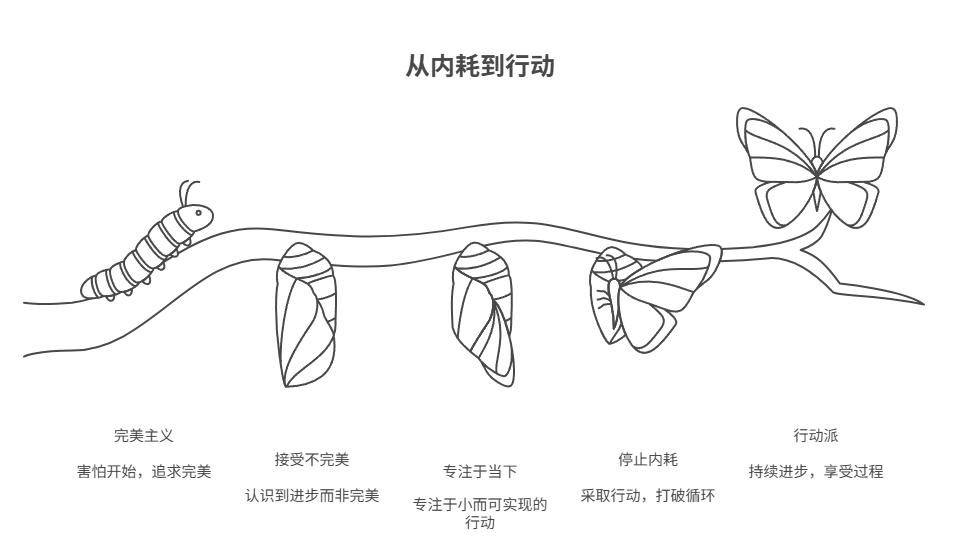 从内耗到行动
完美主义
害怕开始，追求完美
接受不完美
认识到进步而非完美
专注于当下
专注于小而可实现的
行动
停止内耗
采取行动，打破循环
行动派
持续进步，享受过程